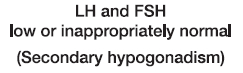 LH and FSH
low or inappropriately normal
(Secondary hypogonadism)